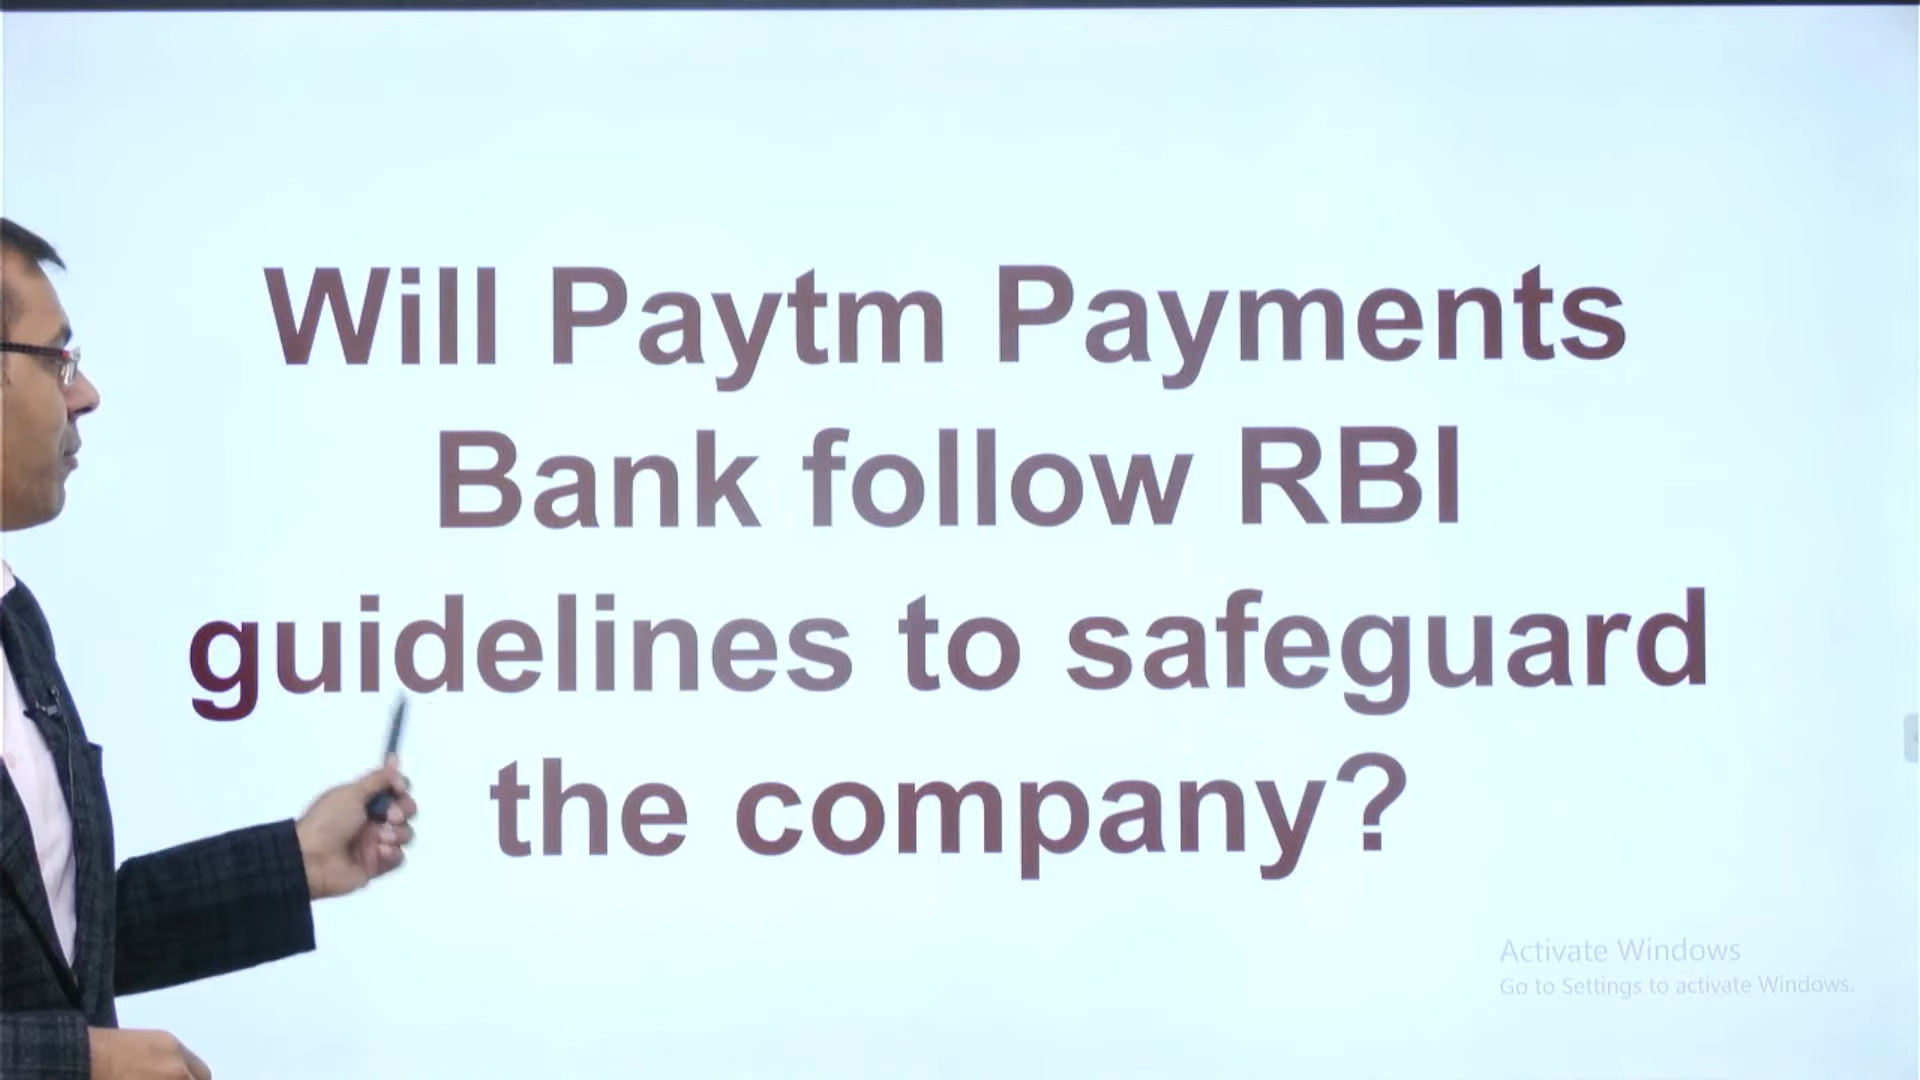 Will Paytm Payments
Bank follow RBI
guidelines to safeguard
the company?
Activate Windows
Go to Settings to activate Windows.